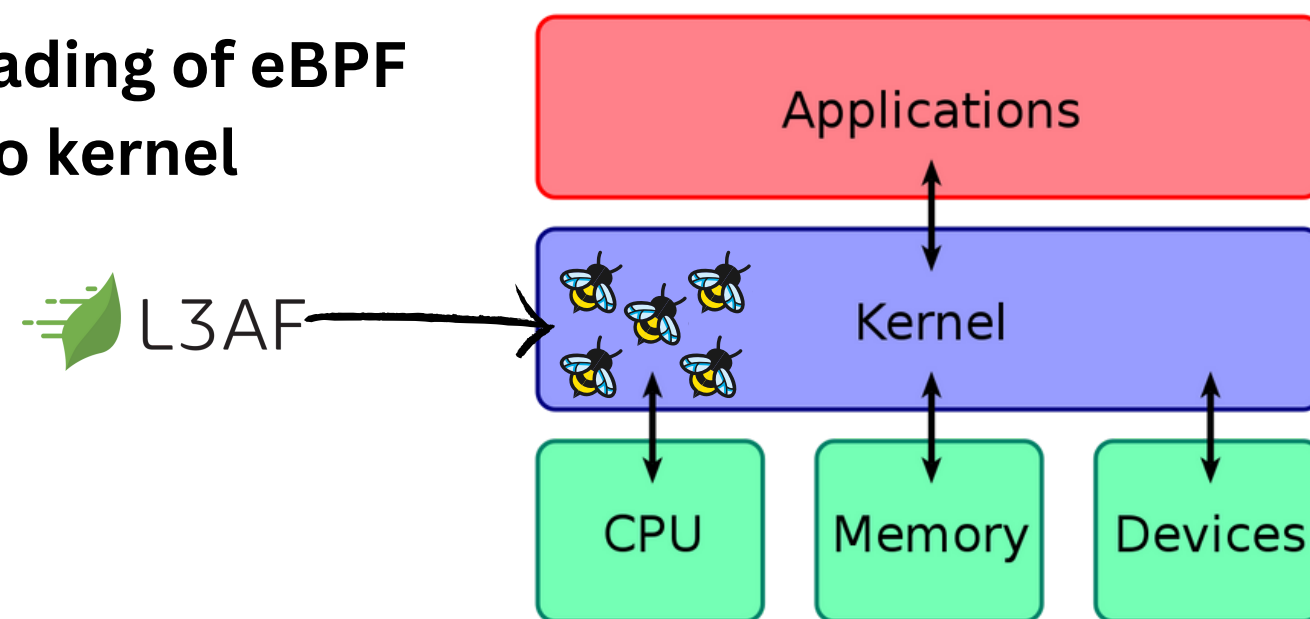 ading of eBPF
o kernel
L3AF
Applications
Kernel
CPU
Memory
Devices